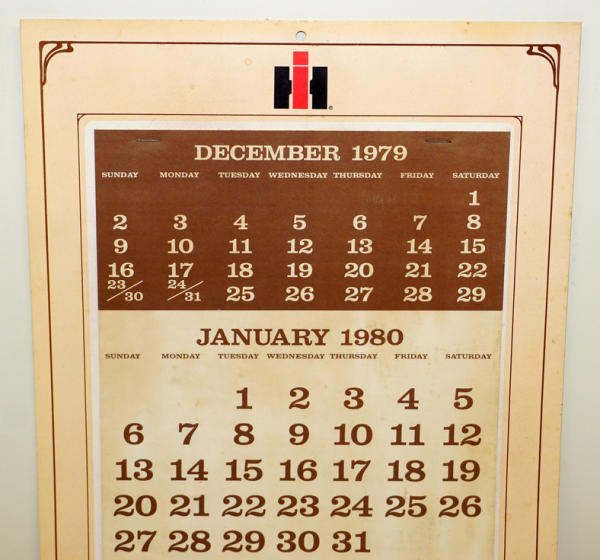 IH
®
DECEMBER 1979
SUNDAY MONDAY TUESDAY WEDNESDAY THURSDAY FRIDAY SATURDAY
1
2 3 4 5 6 7 8
9 10 11 12 13 14 15
16 17 18 19 20 21 22
23/30 24/31 25 26 27 28 29
JANUARY 1980
SUNDAY MONDAY TUESDAY WEDNESDAY THURSDAY FRIDAY SATURDAY
1 2 3 4 5
6 7 8 9 10 11 12
13 14 15 16 17 18 19
20 21 22 23 24 25 26
27 28 29 30 31